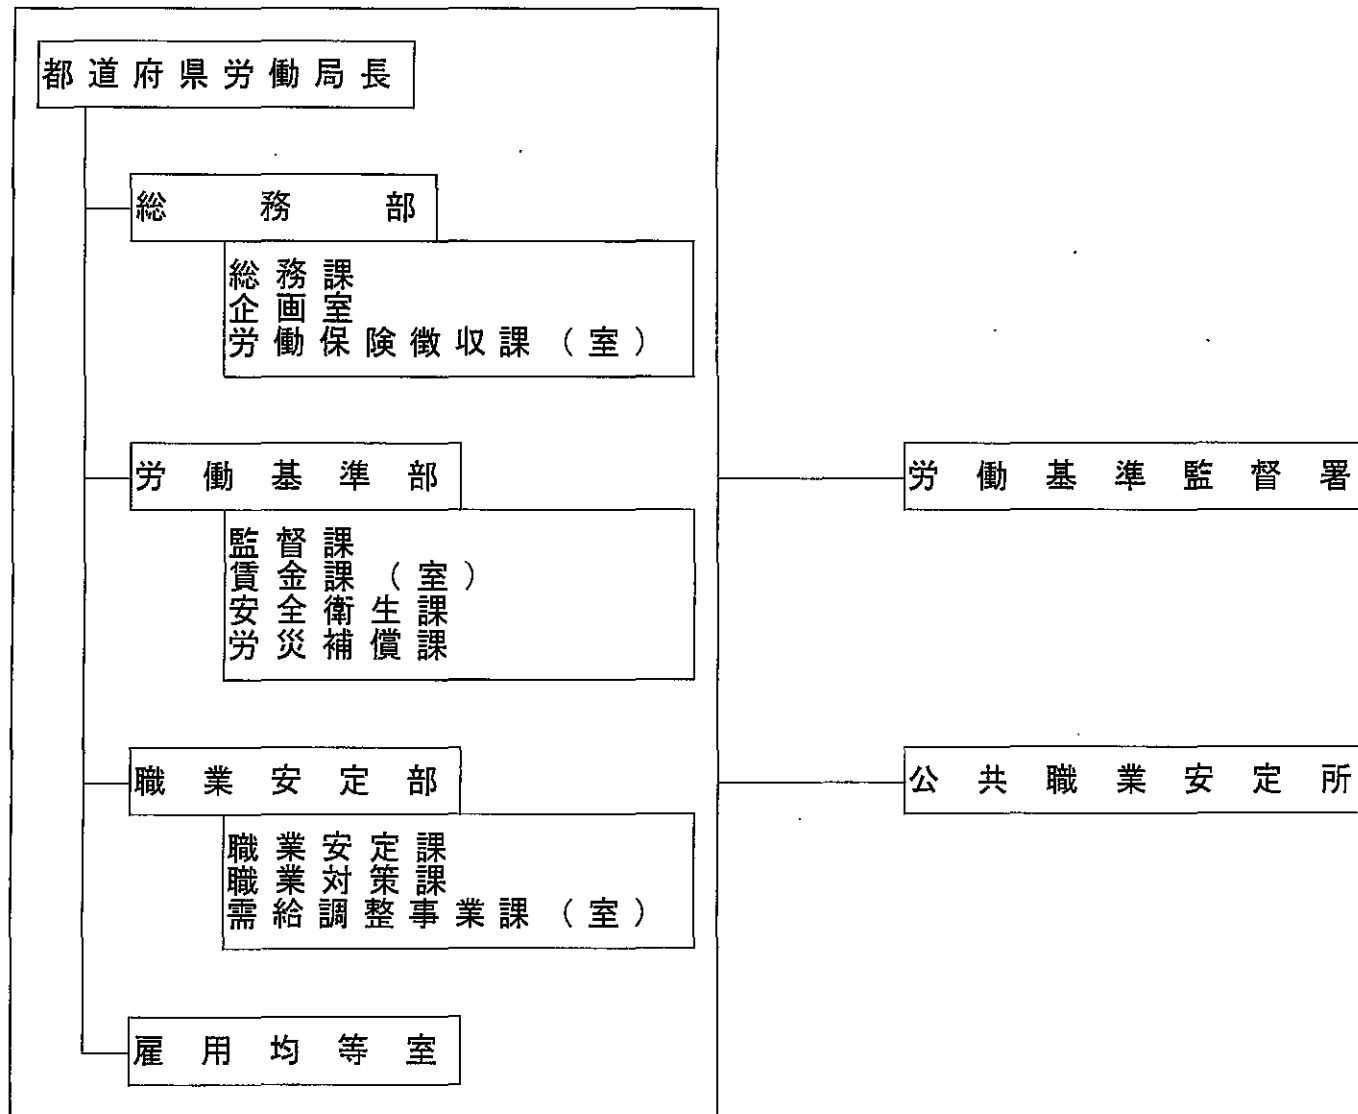 都道府県労働局長
総務部
総務課
企画室
労働保険徴収課（室）
労働基準部
監督課
賃金課（室）
安全衛生課
労災補償課
労働基準監督署
職業安定部
職業安定課
職業対策課
需給調整事業課（室）
公共職業安定所
雇用均等室